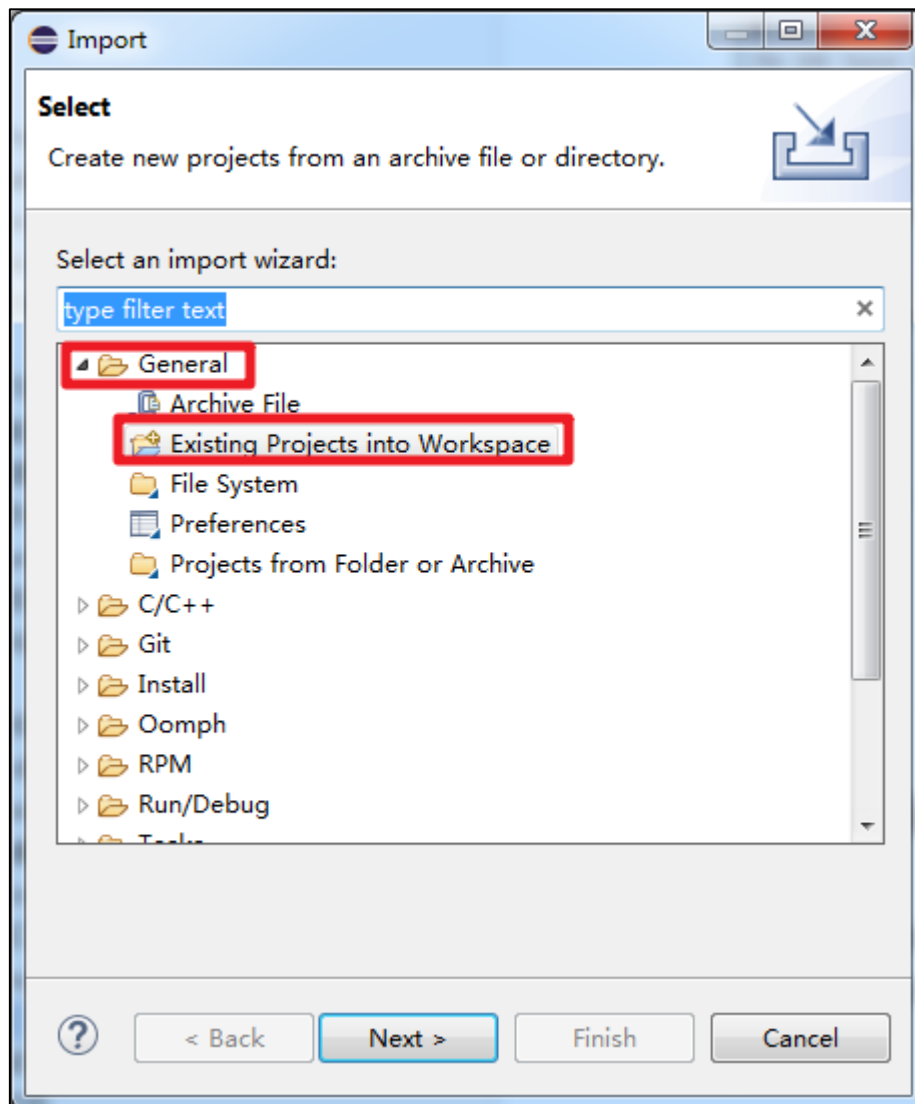 Import
Select
Create new projects from an archive file or directory.
Select an import wizard:
type filter text
General
Archive File
Existing Projects into Workspace
File System
Preferences
Projects from Folder or Archive
C/C++
Git
Install
Oomph
RPM
Run/Debug
< Back
Next >
Finish
Cancel